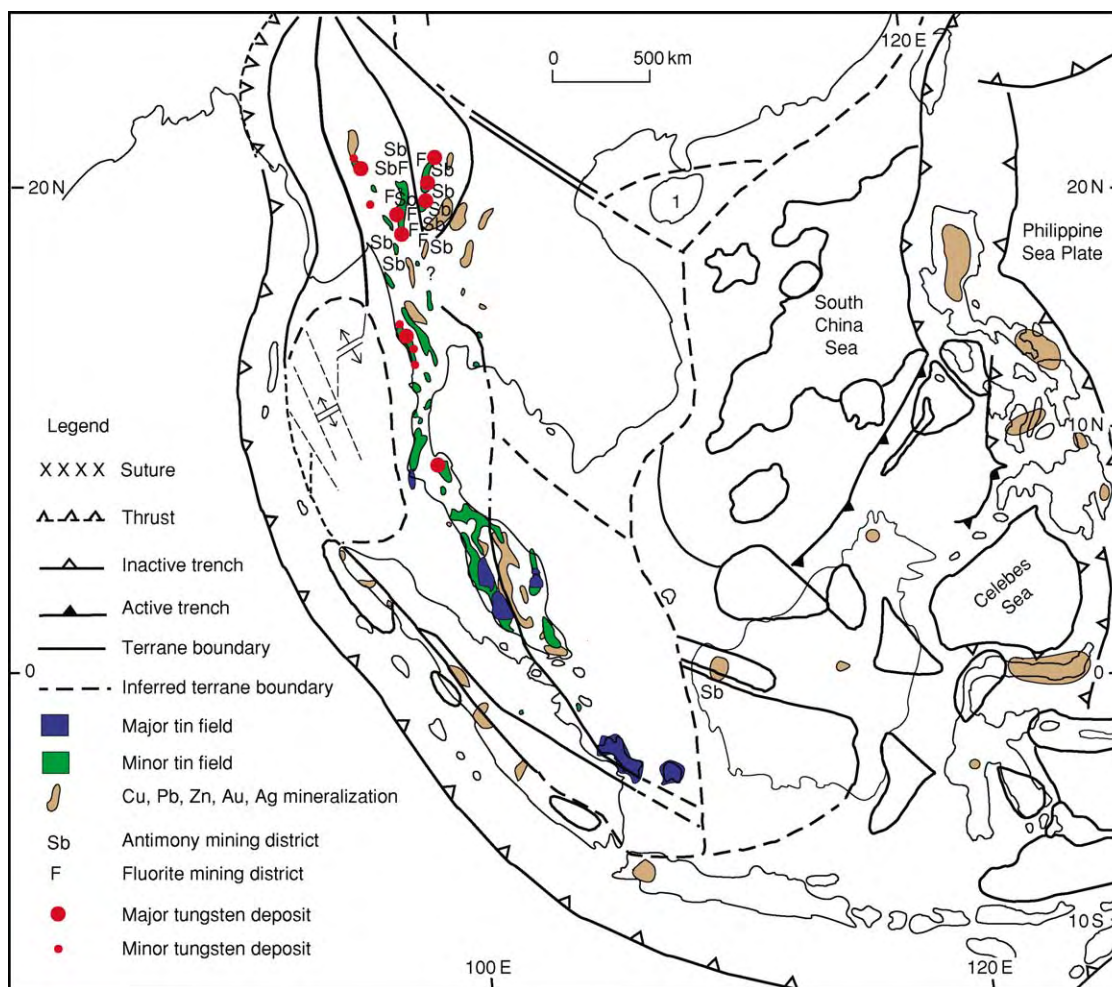 120 E
0 500 km
Sb
F
Sb F
Sb
Sb
F Sb
F Sb
F Sb
F
Sb F Sb
Sb
?
20 N
1
20 N
Philippine
Sea Plate
South
China
Sea
10 N
Celebes
Sea
0
Sb
0
10 S
100 E
120 E
Legend
X X X X Suture
Thrust
Inactive trench
Active trench
Terrane boundary
Inferred terrane boundary
Major tin field
Minor tin field
Cu, Pb, Zn, Au, Ag mineralization
Sb Antimony mining district
F Fluorite mining district
Major tungsten deposit
Minor tungsten deposit